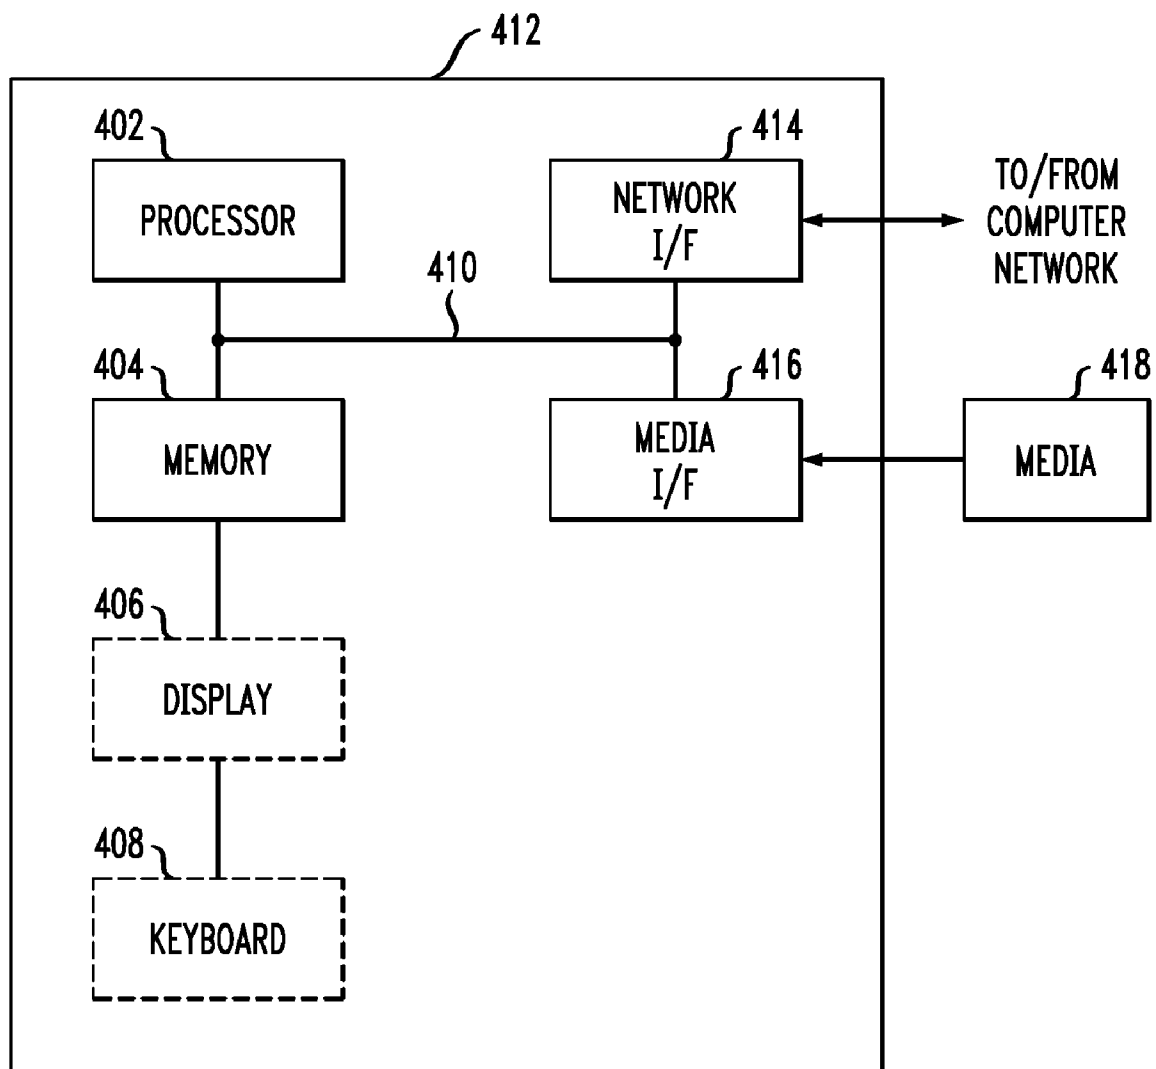 412
402
PROCESSOR
414
NETWORK
I/F
TO/FROM
COMPUTER
NETWORK
410
404
MEMORY
416
MEDIA
I/F
418
MEDIA
406
DISPLAY
408
KEYBOARD